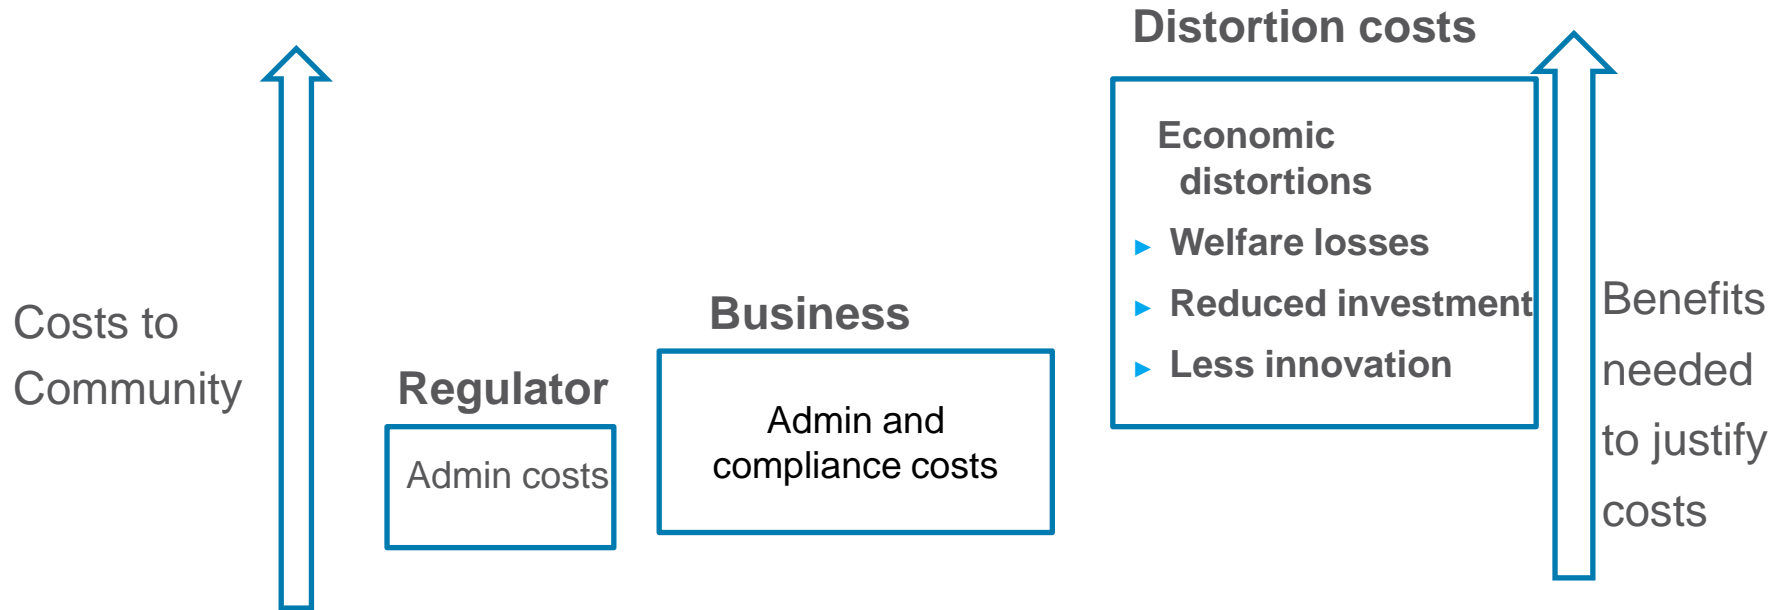 Costs to
Community
Regulator
Admin costs
Business
Admin and
compliance costs
Distortion costs
Economic
distortions
► Welfare losses
► Reduced investment
► Less innovation
Benefits
needed
to justify
costs